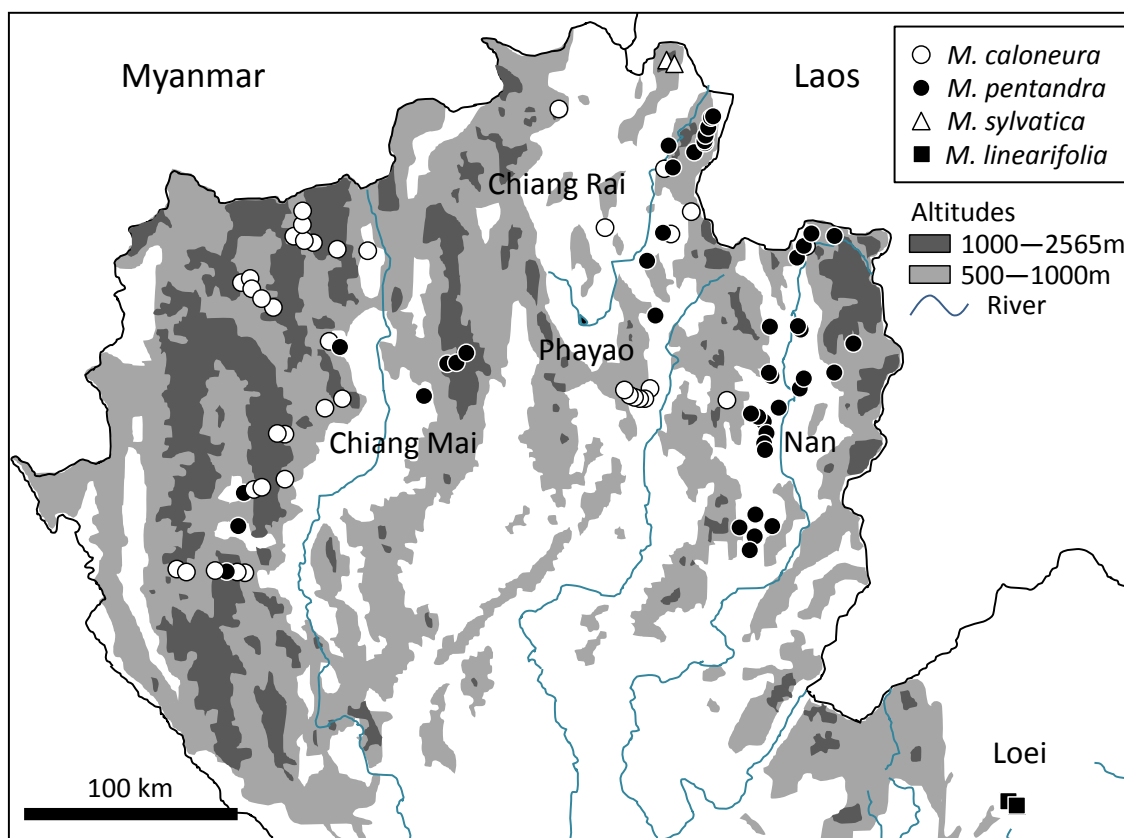 Myanmar
Laos
M. caloneura
M. pentandra
M. sylvatica
M. linearifolia
Altitudes
1000—2565m
500—1000m
River
Chiang Rai
Phayao
Chiang Mai
Nan
Loei
100 km